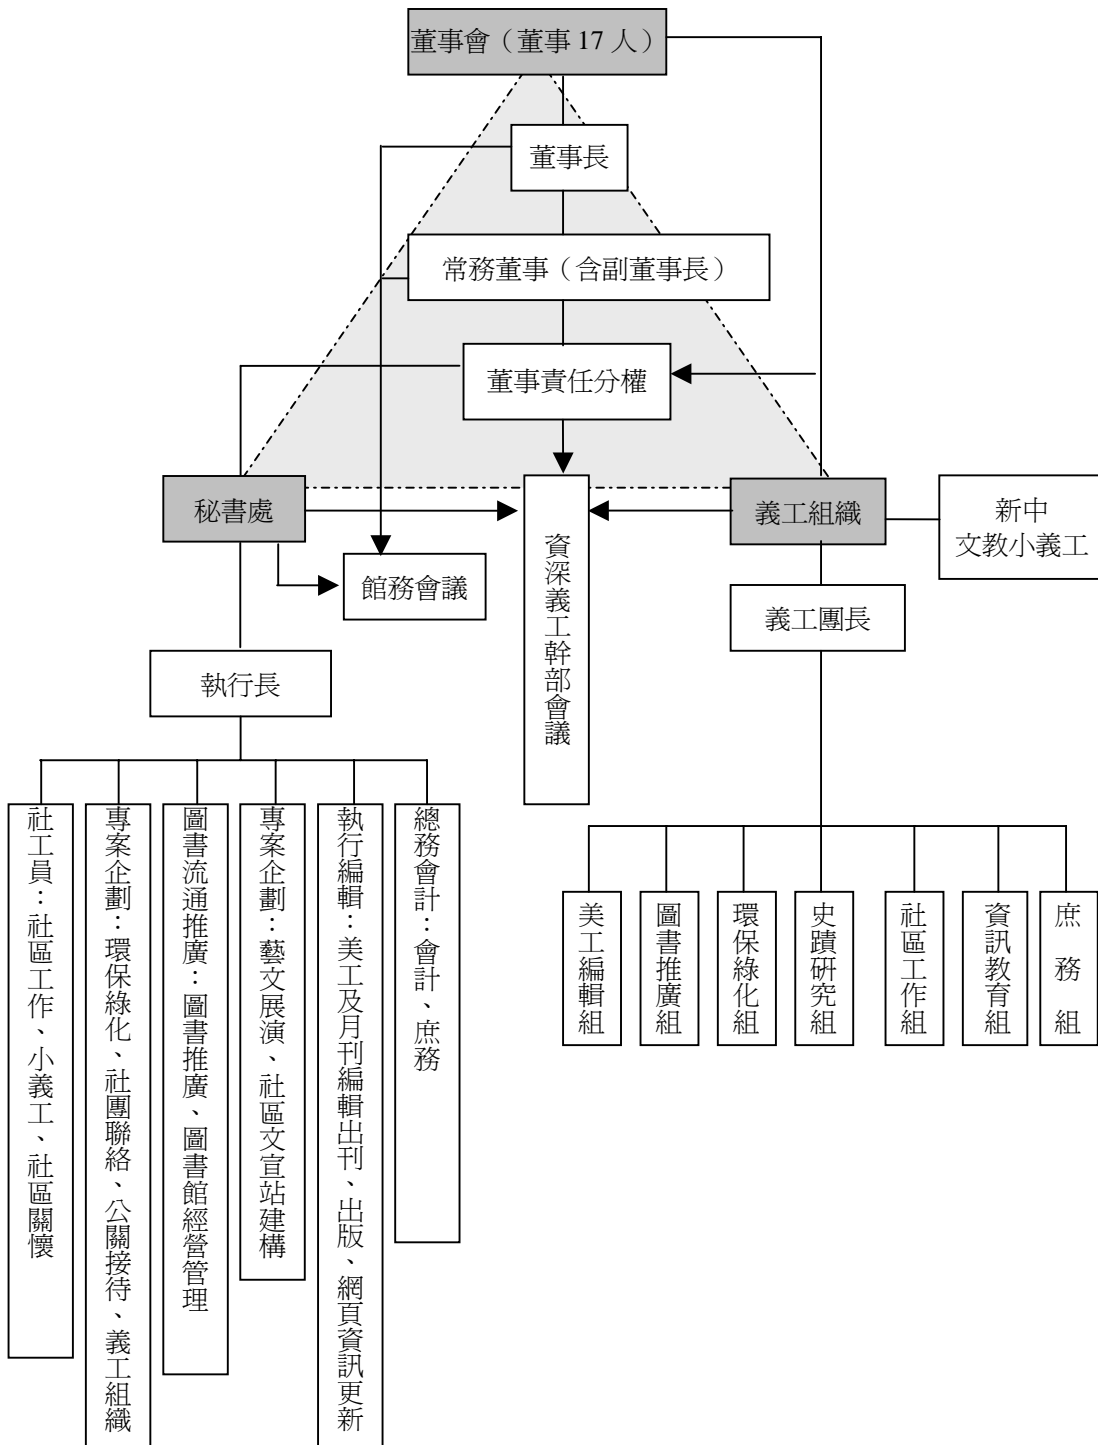 董事會（董事 17 人）
董事長
常務董事（含副董事長）
董事責任分權
秘書處
義工組織
新中
文教小義工
館務會議
資深義工幹部會議
義工團長
執行長
社工員：社區工作、小義工、社區關懷
專案企劃：環保綠化、社團聯絡、公關接待、義工組織
圖書流通推廣：圖書推廣、圖書館經營管理
專案企劃：藝文展演、社區文宣站建構
執行編輯：美工及月刊編輯出刊、出版、網頁資訊更新
總務會計：會計、庶務
美工編輯組
圖書推廣組
環保綠化組
史蹟研究組
社區工作組
資訊教育組
庶務組